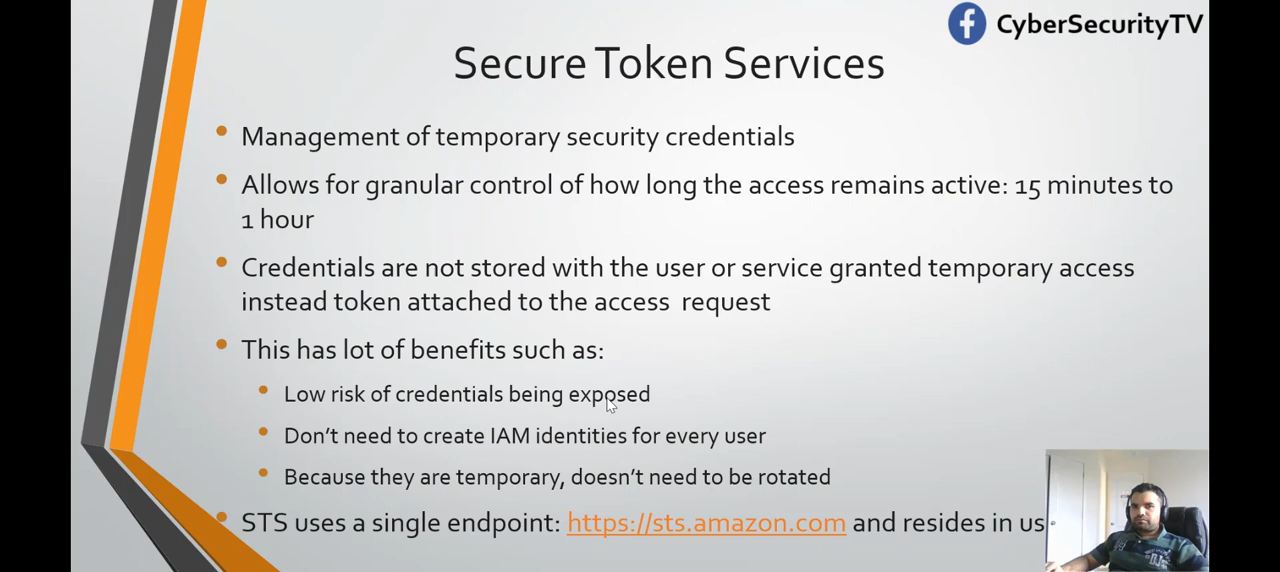 CyberSecurityTV
Secure Token Services
Management of temporary security credentials
Allows for granular control of how long the access remains active: 15 minutes to
1 hour
Credentials are not stored with the user or service granted temporary access
instead token attached to the access request
This has lot of benefits such as:
Low risk of credentials being exposed
Don't need to create IAM identities for every user
Because they are temporary, doesn't need to be rotated
STS uses a single endpoint: https://sts.amazon.com and resides in us